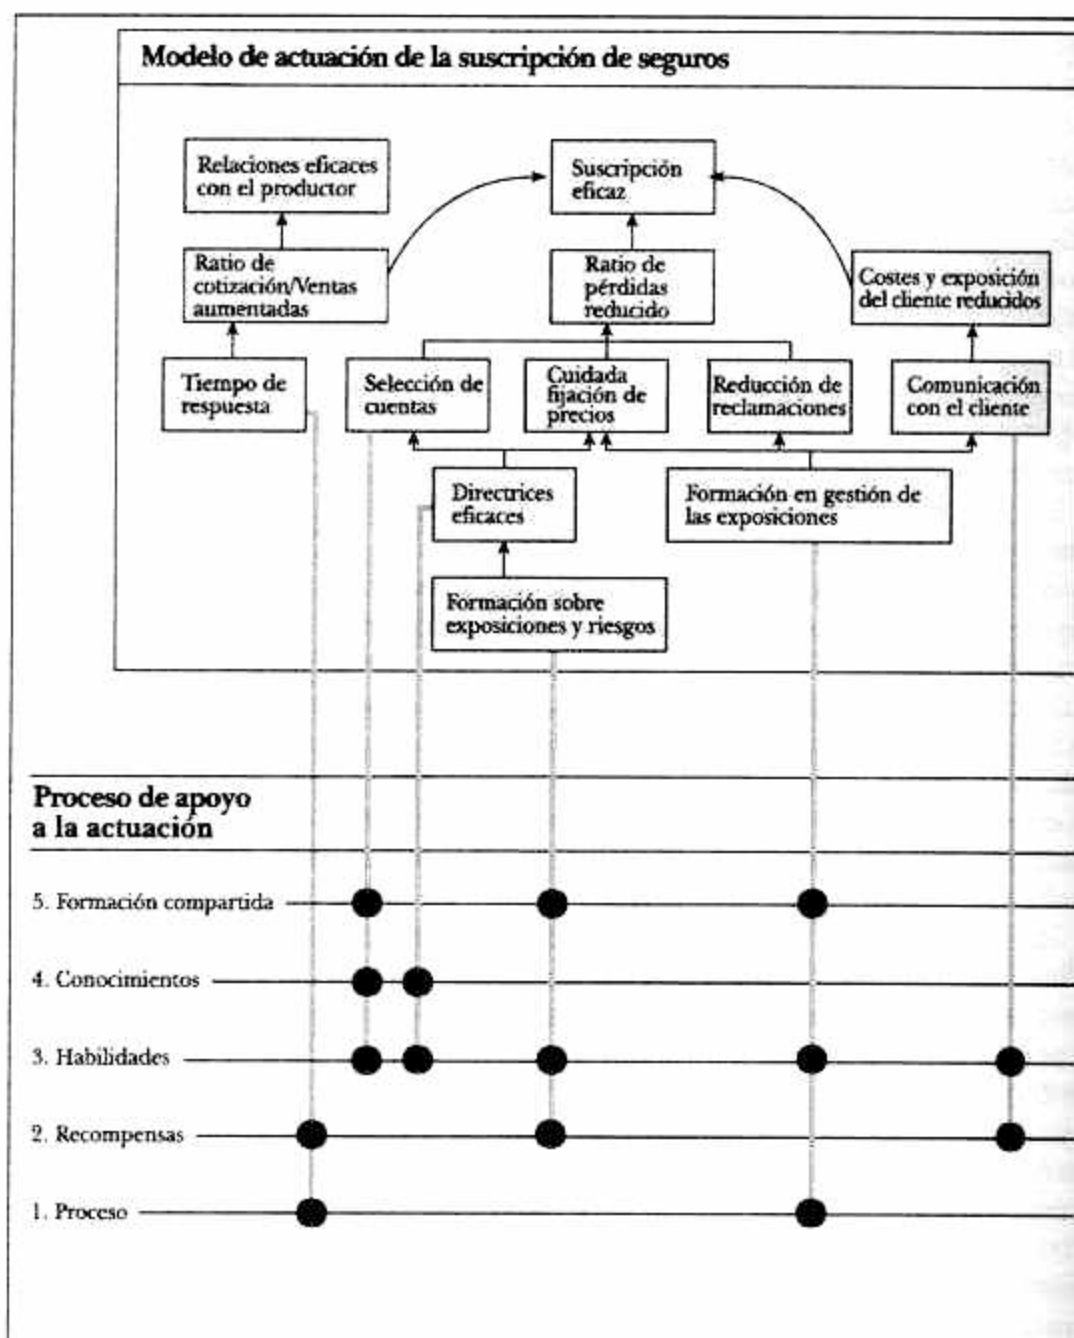 Modelo de actuación de la suscripción de seguros
Relaciones eficaces
con el productor
Suscripción
eficaz
Ratio de
cotización/Ventas
aumentadas
Ratio de
pérdidas
reducido
Costes y exposición
del cliente reducidos
Tiempo de
respuesta
Selección de
cuentas
Cuidada
fijación de
precios
Reducción de
reclamaciones
Comunicación
con el cliente
Directrices
eficaces
Formación en gestión de
las exposiciones
Formación sobre
exposiciones y riesgos
Proceso de apoyo
a la actuación
5. Formación compartida
4. Conocimientos
3. Habilidades
2. Recompensas
1. Proceso